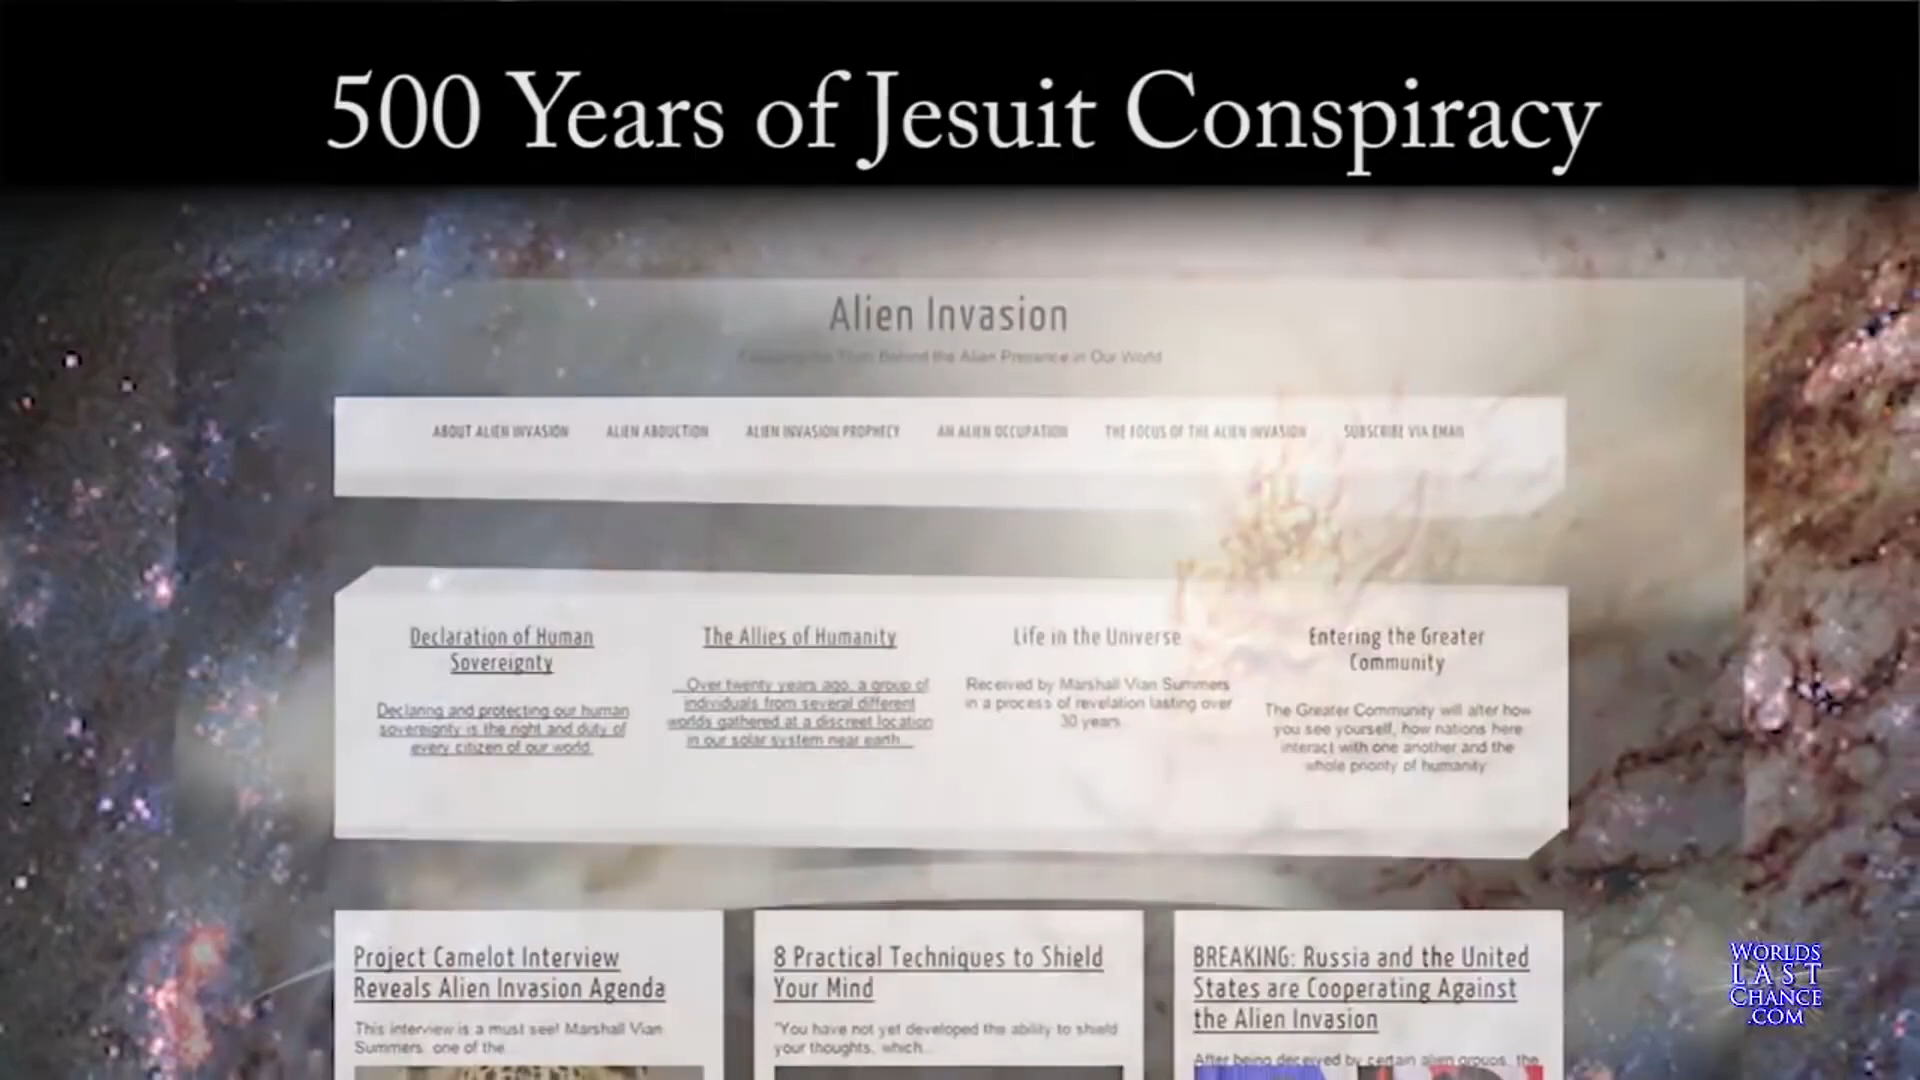 500 Years of Jesuit Conspiracy
Alien Invasion
Behind the Alien Presence in Our World
ABOUT ALIEN INVASION
ALIEN ABDUCTION
ALIEN INVASION PROPHECY
AN ALIEN OCCUPATION
THE FOCUS OF THE ALIEN INVASION
SUBSCRIBE VIA EMAIL
Declaration of Human
Sovereignty
Declaring and protecting our human
sovereignty is the right and duty of
every citizen of our world.
The Allies of Humanity
...Over twenty years ago, a group of
individuals from several different
worlds gathered at a discreet location
in our solar system near earth...
Life in the Universe
Received by Marshall Vian Summers
in a process of revelation lasting over
30 years.
Entering the Greater
Community
The Greater Community will alter how
you see yourself, how nations here
interact with one another and the
whole priority of humanity
Project Camelot Interview
Reveals Alien Invasion Agenda
This interview is a must see! Marshall Vian
Summers, one of the...
8 Practical Techniques to Shield
Your Mind
"You have not yet developed the ability to shield
your thoughts, which...
BREAKING: Russia and the United
States are Cooperating Against
the Alien Invasion
After being deceived by certain alien groups, the
WORLDS
LAST
CHANCE
.COM